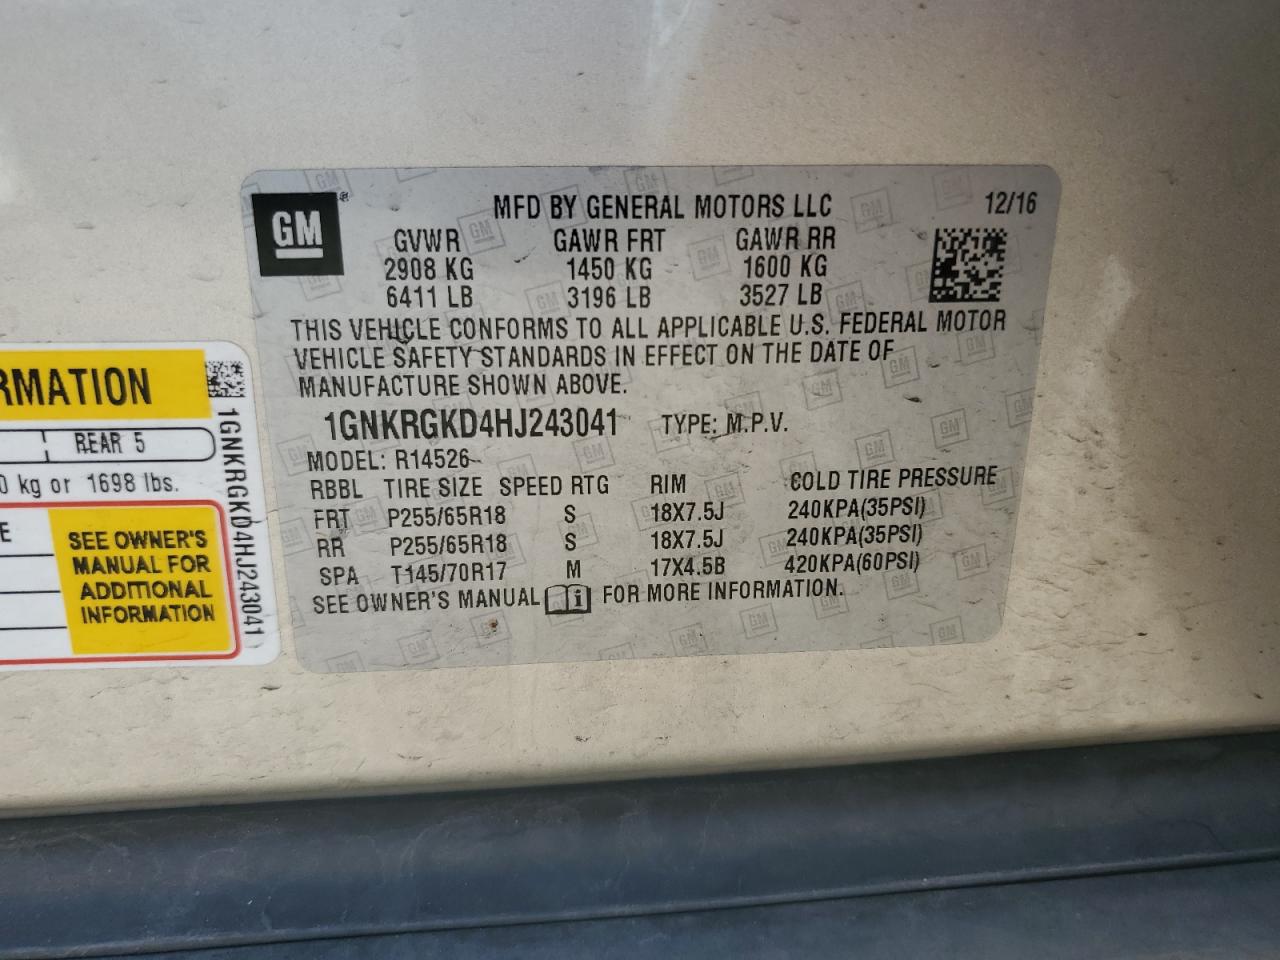 GM
MFD BY GENERAL MOTORS LLC 12/16
GVWR GAWR FRT GAWR RR
2908 KG 1450 KG 1600 KG
6411 LB 3196 LB 3527 LB
THIS VEHICLE CONFORMS TO ALL APPLICABLE U.S. FEDERAL MOTOR
VEHICLE SAFETY STANDARDS IN EFFECT ON THE DATE OF
MANUFACTURE SHOWN ABOVE.
1GNKRGKD4HJ243041 TYPE: M.P.V.
MODEL: R14526
RBBL TIRE SIZE SPEED RTG RIM COLD TIRE PRESSURE
FRT P255/65R18 S 18X7.5J 240KPA(35PSI)
RR P255/65R18 S 18X7.5J 240KPA(35PSI)
SPA T145/70R17 M 17X4.5B 420KPA(60PSI)
SEE OWNER'S MANUAL i FOR MORE INFORMATION.
RMATION
REAR 5
0 kg or 1698 lbs.
E
SEE OWNER'S
MANUAL FOR
ADDITIONAL
INFORMATION
1GNKRGKD4HJ243041